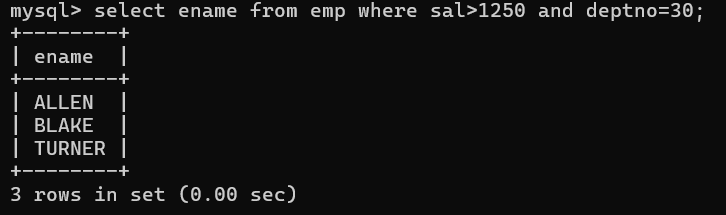 mysql> select ename from emp where sal>1250 and deptno=30;
+--------+
| ename  |
+--------+
| ALLEN  |
| BLAKE  |
| TURNER |
+--------+
3 rows in set (0.00 sec)